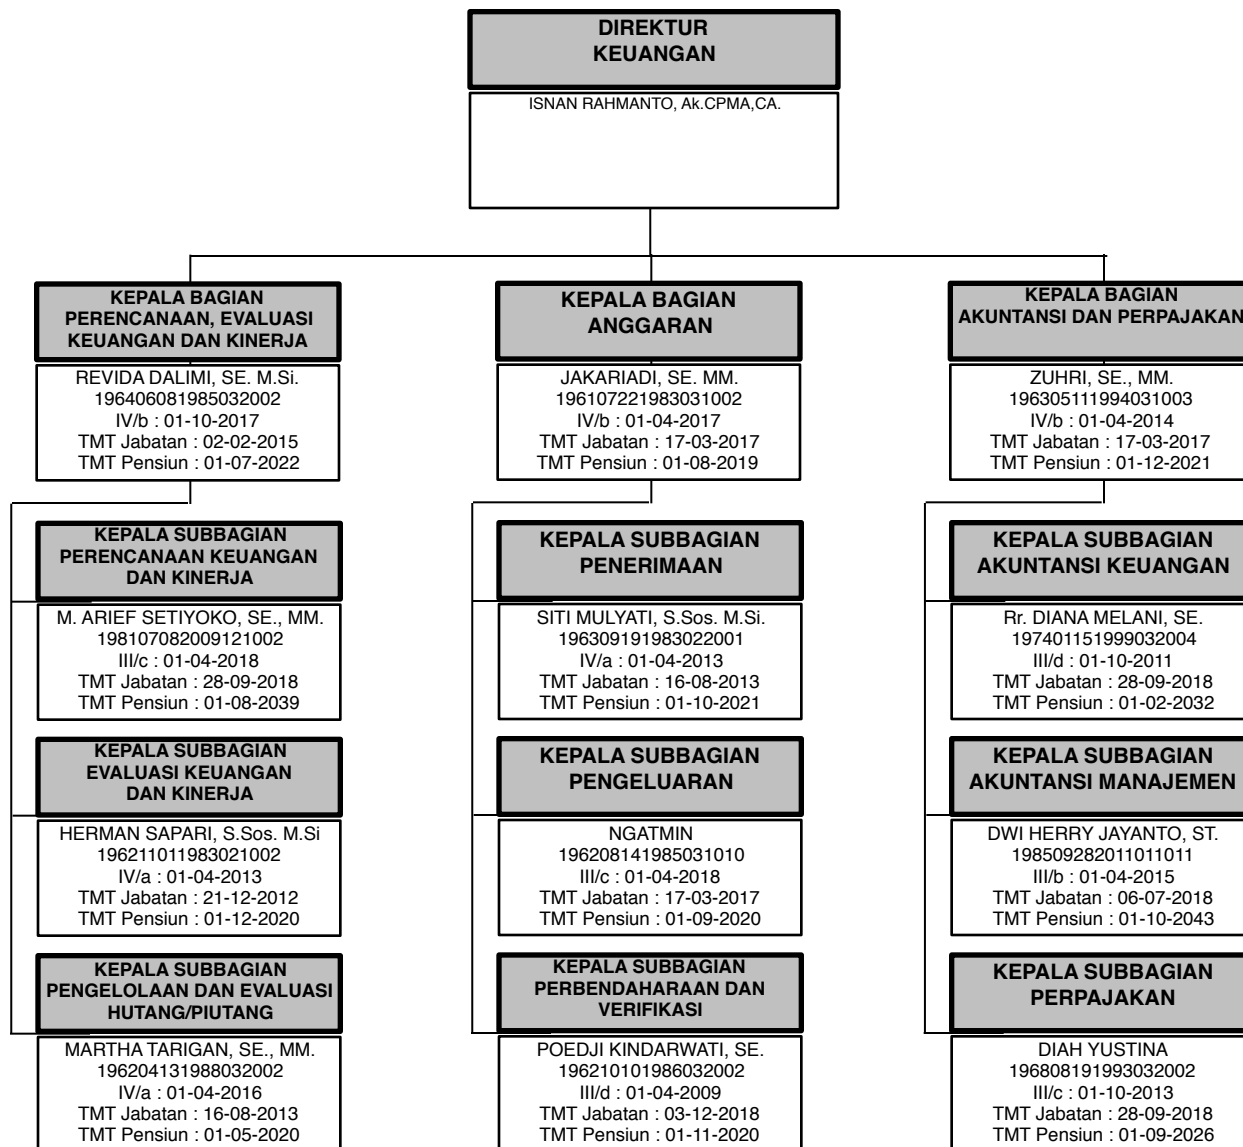 DIREKTUR
KEUANGAN
ISNAN RAHMANTO, Ak.CPMA,CA.
KEPALA BAGIAN
PERENCANAAN, EVALUASI
KEUANGAN DAN KINERJA
REVIDA DALIMI, SE. M.Si.
196406081985032002
IV/b : 01-10-2017
TMT Jabatan : 02-02-2015
TMT Pensiun : 01-07-2022
KEPALA SUBBAGIAN
PERENCANAAN KEUANGAN
DAN KINERJA
M. ARIEF SETIYOKO, SE., MM.
198107082009121002
III/c : 01-04-2018
TMT Jabatan : 28-09-2018
TMT Pensiun : 01-08-2039
KEPALA SUBBAGIAN
EVALUASI KEUANGAN
DAN KINERJA
HERMAN SAPARI, S.Sos. M.Si
196211011983021002
IV/a : 01-04-2013
TMT Jabatan : 21-12-2012
TMT Pensiun : 01-12-2020
KEPALA SUBBAGIAN
PENGELOLAAN DAN EVALUASI
HUTANG/PIUTANG
MARTHA TARIGAN, SE., MM.
196204131988032002
IV/a : 01-04-2016
TMT Jabatan : 16-08-2013
TMT Pensiun : 01-05-2020
KEPALA BAGIAN
ANGGARAN
JAKARIADI, SE. MM.
196107221983031002
IV/b : 01-04-2017
TMT Jabatan : 17-03-2017
TMT Pensiun : 01-08-2019
KEPALA SUBBAGIAN
PENERIMAAN
SITI MULYATI, S.Sos. M.Si.
196309191983022001
IV/a : 01-04-2013
TMT Jabatan : 16-08-2013
TMT Pensiun : 01-10-2021
KEPALA SUBBAGIAN
PENGELUARAN
NGATMIN
196208141985031010
III/c : 01-04-2018
TMT Jabatan : 17-03-2017
TMT Pensiun : 01-09-2020
KEPALA SUBBAGIAN
PERBENDAHARAAN DAN
VERIFIKASI
POEDJI KINDARWATI, SE.
196210101986032002
III/d : 01-04-2009
TMT Jabatan : 03-12-2018
TMT Pensiun : 01-11-2020
KEPALA BAGIAN
AKUNTANSI DAN PERPAJAKAN
ZUHRI, SE., MM.
196305111994031003
IV/b : 01-04-2014
TMT Jabatan : 17-03-2017
TMT Pensiun : 01-12-2021
KEPALA SUBBAGIAN
AKUNTANSI KEUANGAN
Rr. DIANA MELANI, SE.
197401151999032004
III/d : 01-10-2011
TMT Jabatan : 28-09-2018
TMT Pensiun : 01-02-2032
KEPALA SUBBAGIAN
AKUNTANSI MANAJEMEN
DWI HERRY JAYANTO, ST.
198509282011011011
III/b : 01-04-2015
TMT Jabatan : 06-07-2018
TMT Pensiun : 01-10-2043
KEPALA SUBBAGIAN
PERPAJAKAN
DIAH YUSTINA
196808191993032002
III/c : 01-10-2013
TMT Jabatan : 28-09-2018
TMT Pensiun : 01-09-2026